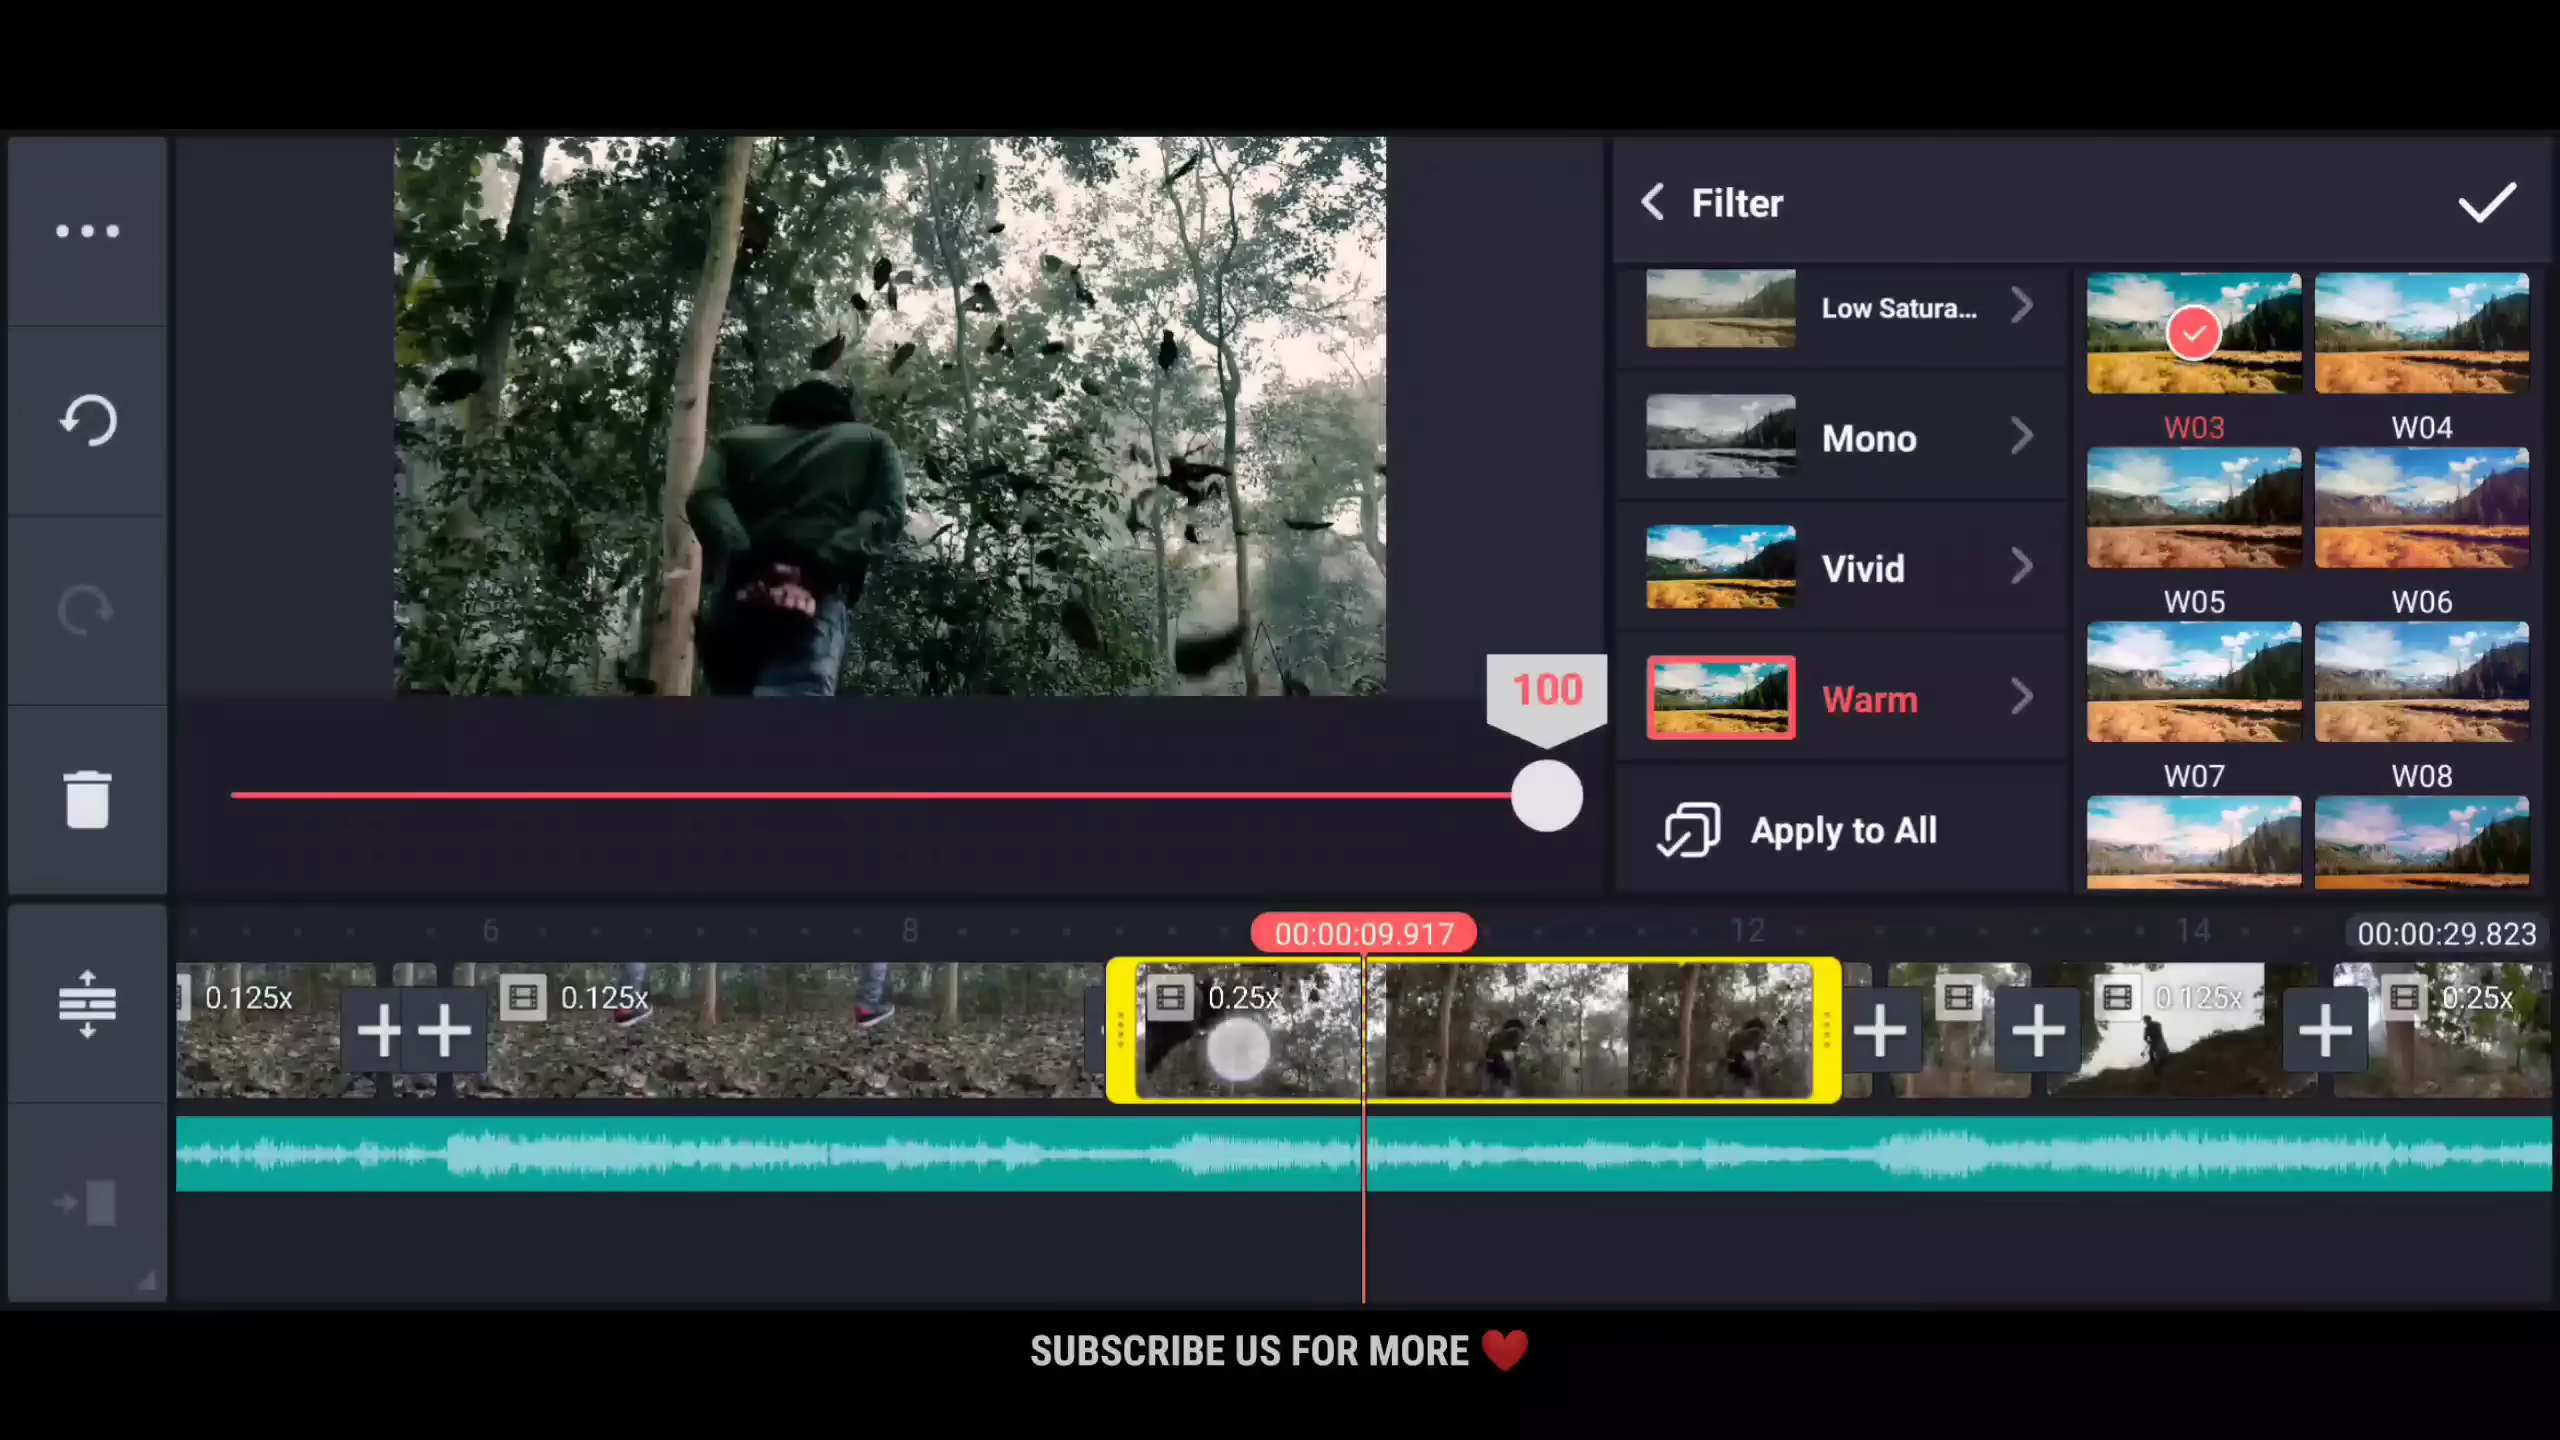 Filter
Low Satura...
Mono
Vivid
Warm
Apply to All
W03
W04
W05
W06
W07
W08
100
6
8
00:00:09.917
12
14
00:00:29.823
0.125x
0.125x
0.25x
0.125x
0.25x
SUBSCRIBE US FOR MORE ❤